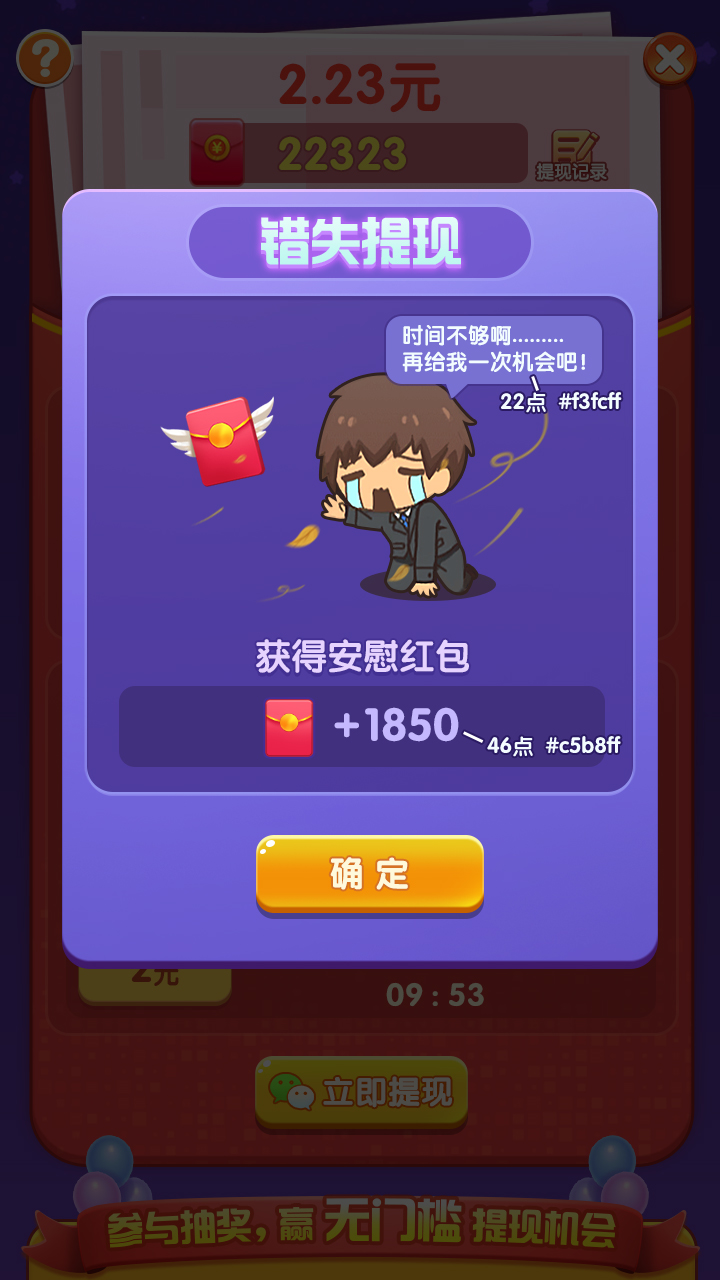 ?
2.23元
¥
22323
提现记录
错失提现
时间不够啊.........
再给我一次机会吧！
22点 #f3fcff
获得安慰红包
+1850
46点 #c5b8ff
确定
2元
09 : 53
立即提现
参与抽奖，赢 无门槛 提现机会